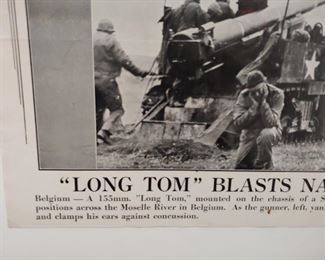 "LONG TOM" BLASTS NA
Belgium — A 155mm. "Long Tom," mounted on the chassis of a S
positions across the Moselle River in Belgium. As the gunner, left, yan
and clamps his ears against concussion.